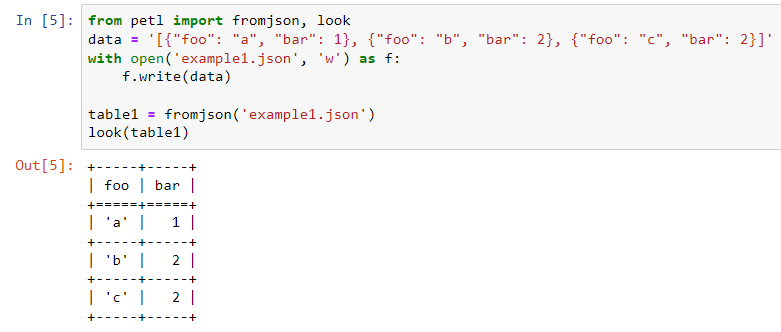 In [5]: from petl import fromjson, look
data = '[{"foo": "a", "bar": 1}, {"foo": "b", "bar": 2}, {"foo": "c", "bar": 2}]'
with open('example1.json', 'w') as f:
    f.write(data)

table1 = fromjson('example1.json')
look(table1)
Out[5]: +-----+-----+
| foo | bar |
+=====+=====+
| 'a' |   1 |
+-----+-----+
| 'b' |   2 |
+-----+-----+
| 'c' |   2 |
+-----+-----+